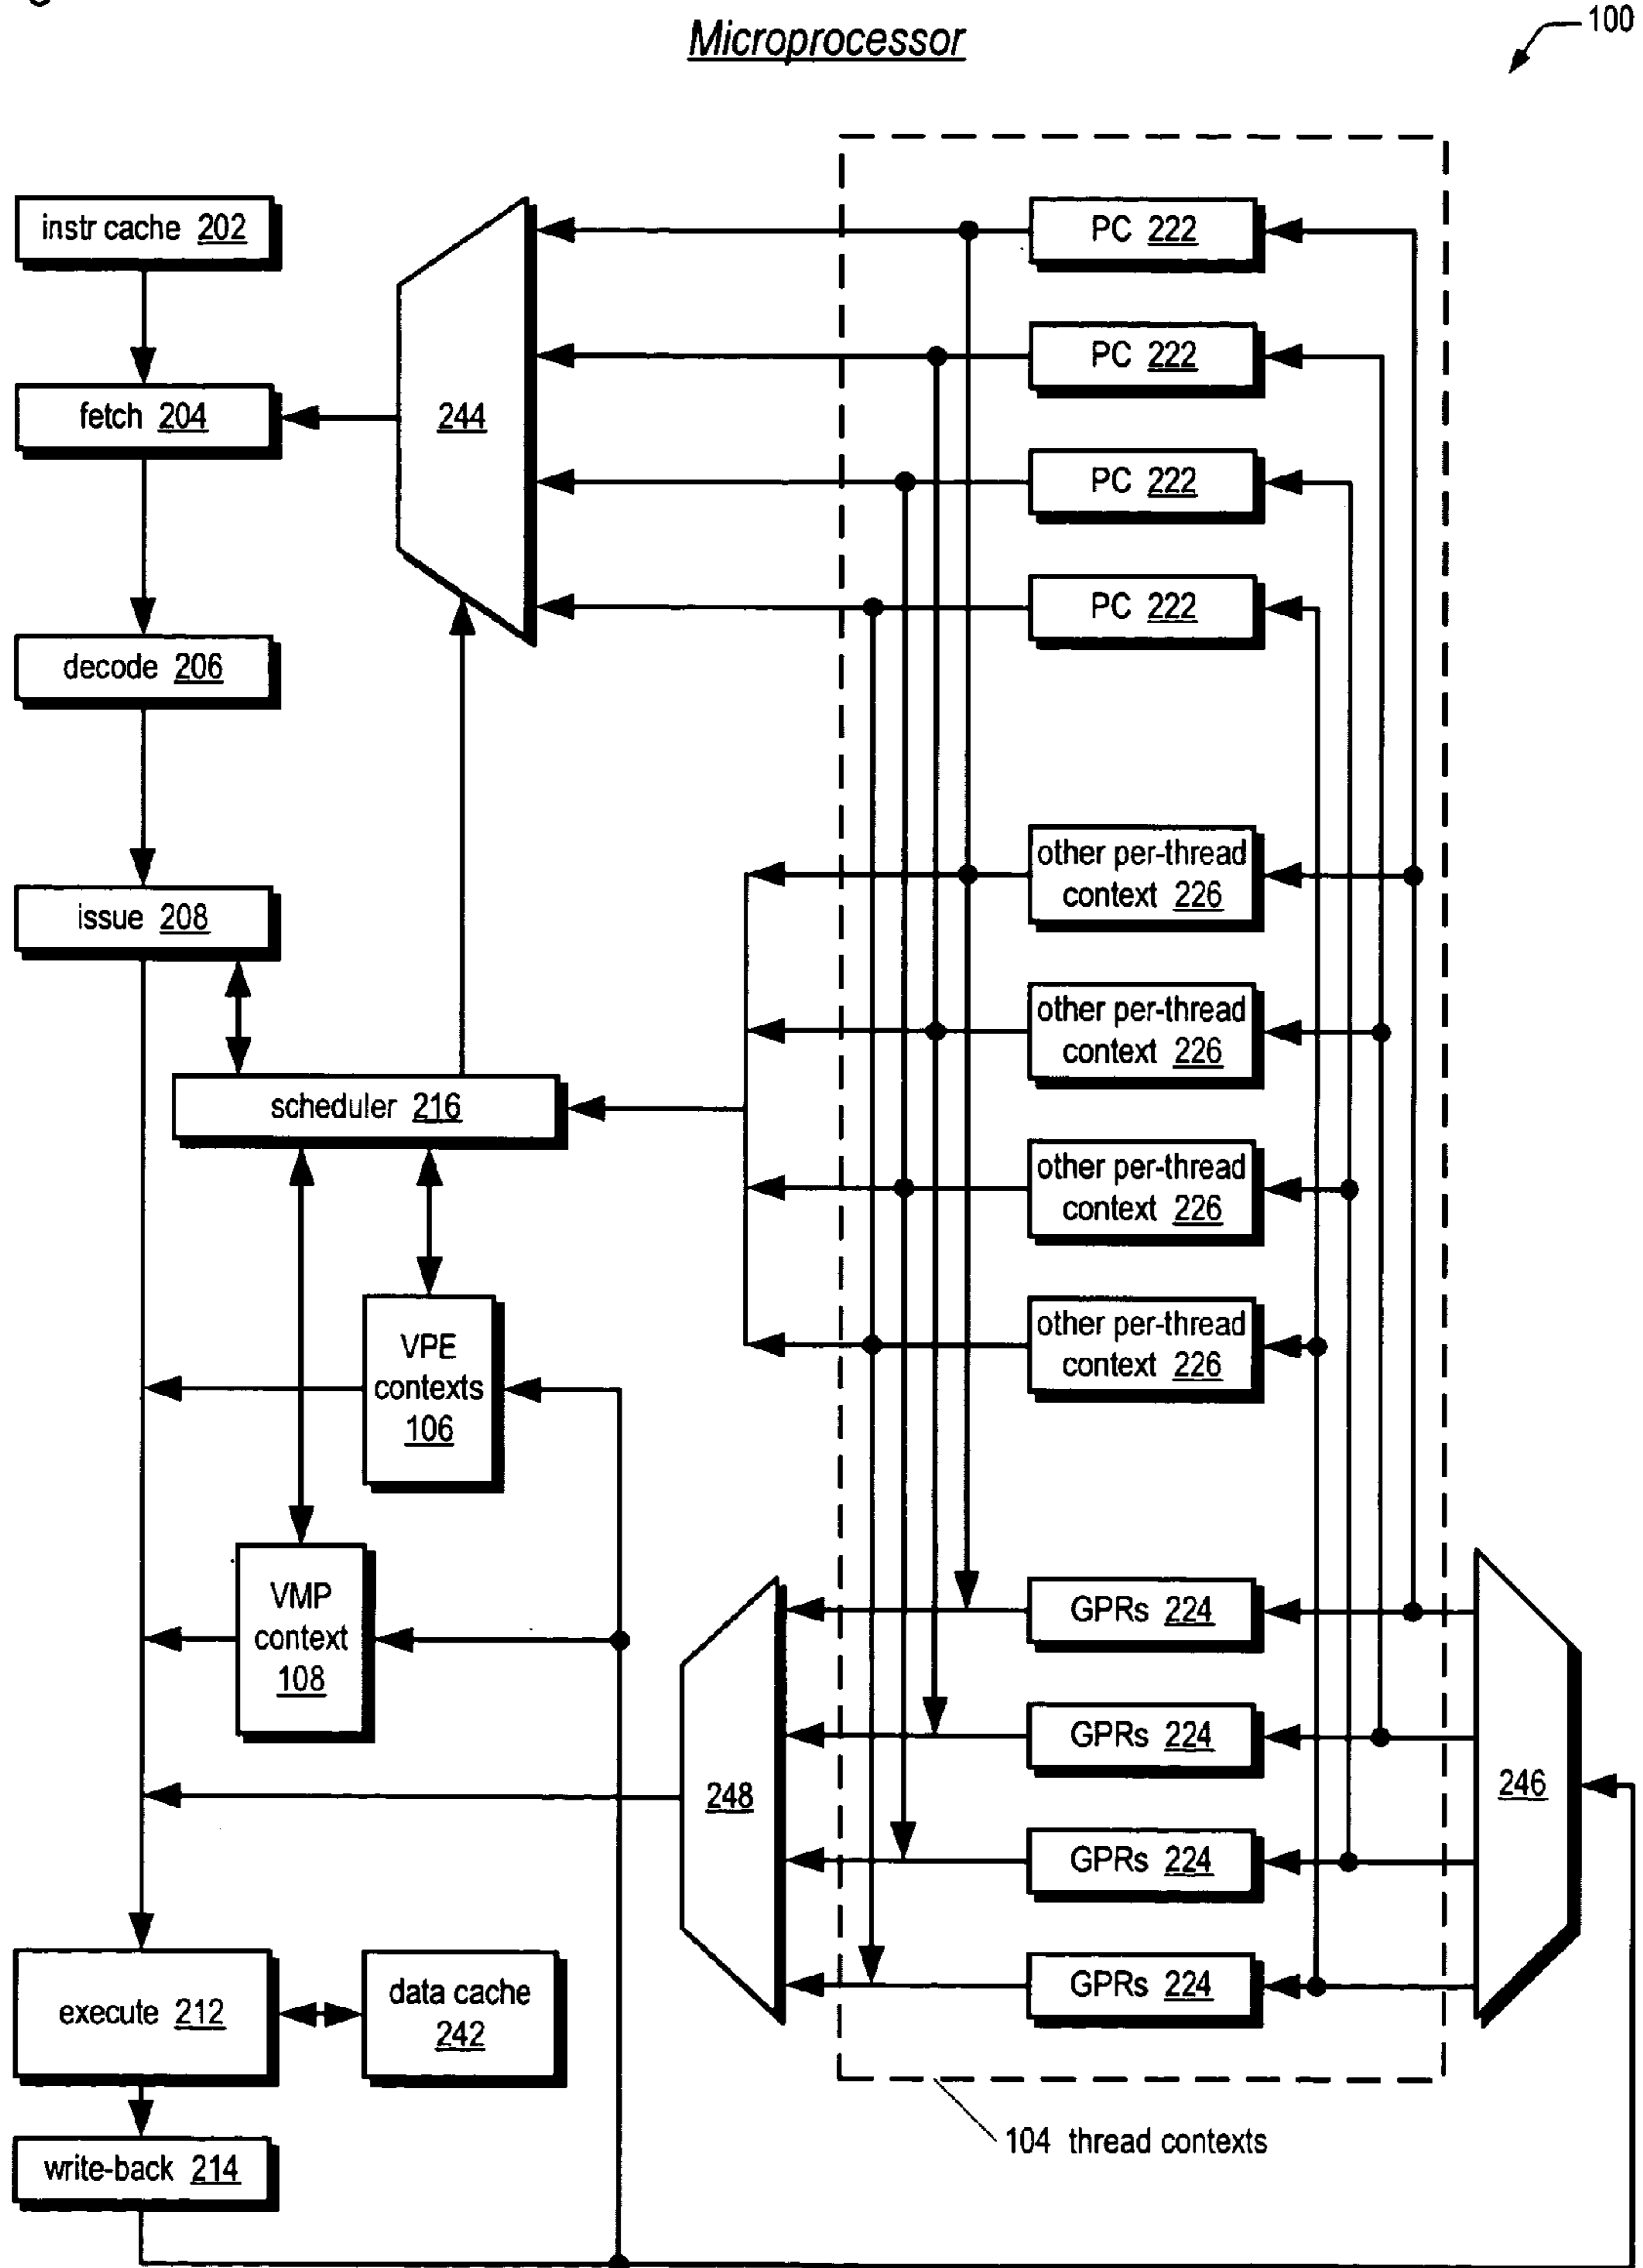 Microprocessor
100
instr cache 202
PC 222
PC 222
fetch 204
244
PC 222
PC 222
decode 206
other per-thread
context 226
issue 208
other per-thread
context 226
scheduler 216
other per-thread
context 226
other per-thread
context 226
VPE
contexts
106
VMP
context
108
GPRs 224
GPRs 224
248
246
GPRs 224
GPRs 224
execute 212
data cache
242
104 thread contexts
write-back 214